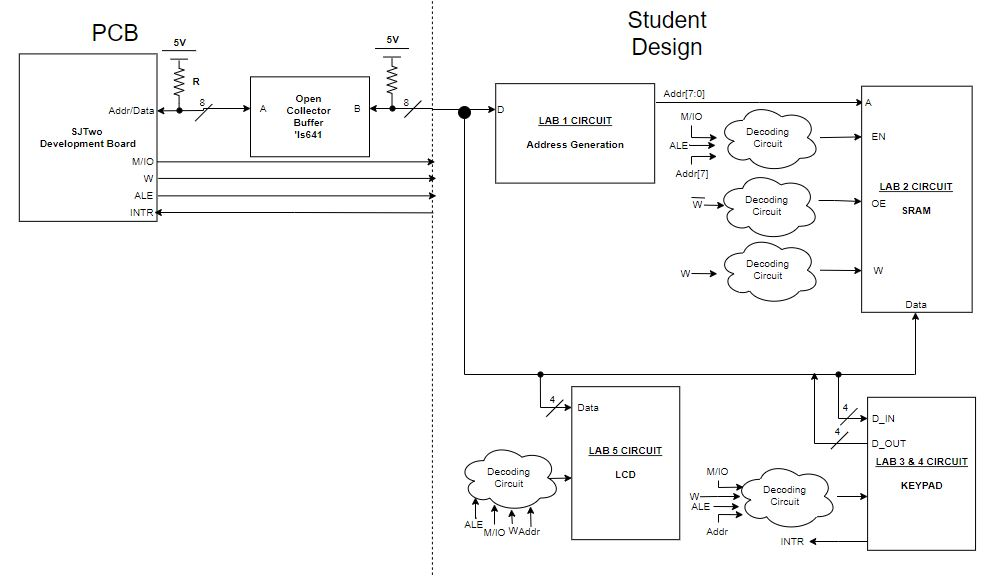 PCB
Student
Design
5V
5V
R
8
8
Addr/Data
SJTwo
Development Board
M/IO
W
ALE
INTR
A
Open
Collector
Buffer
'ls641
B
D
LAB 1 CIRCUIT
Address Generation
Addr[7:0]
M/IO
ALE
Addr[7]
Decoding
Circuit
W
Decoding
Circuit
W
Decoding
Circuit
A
EN
LAB 2 CIRCUIT
OE
SRAM
W
Data
4
Data
LAB 5 CIRCUIT
LCD
Decoding
Circuit
ALE
M/IO
W
Addr
4
D_IN
4
D_OUT
LAB 3 & 4 CIRCUIT
KEYPAD
M/IO
W
ALE
Addr
Decoding
Circuit
INTR